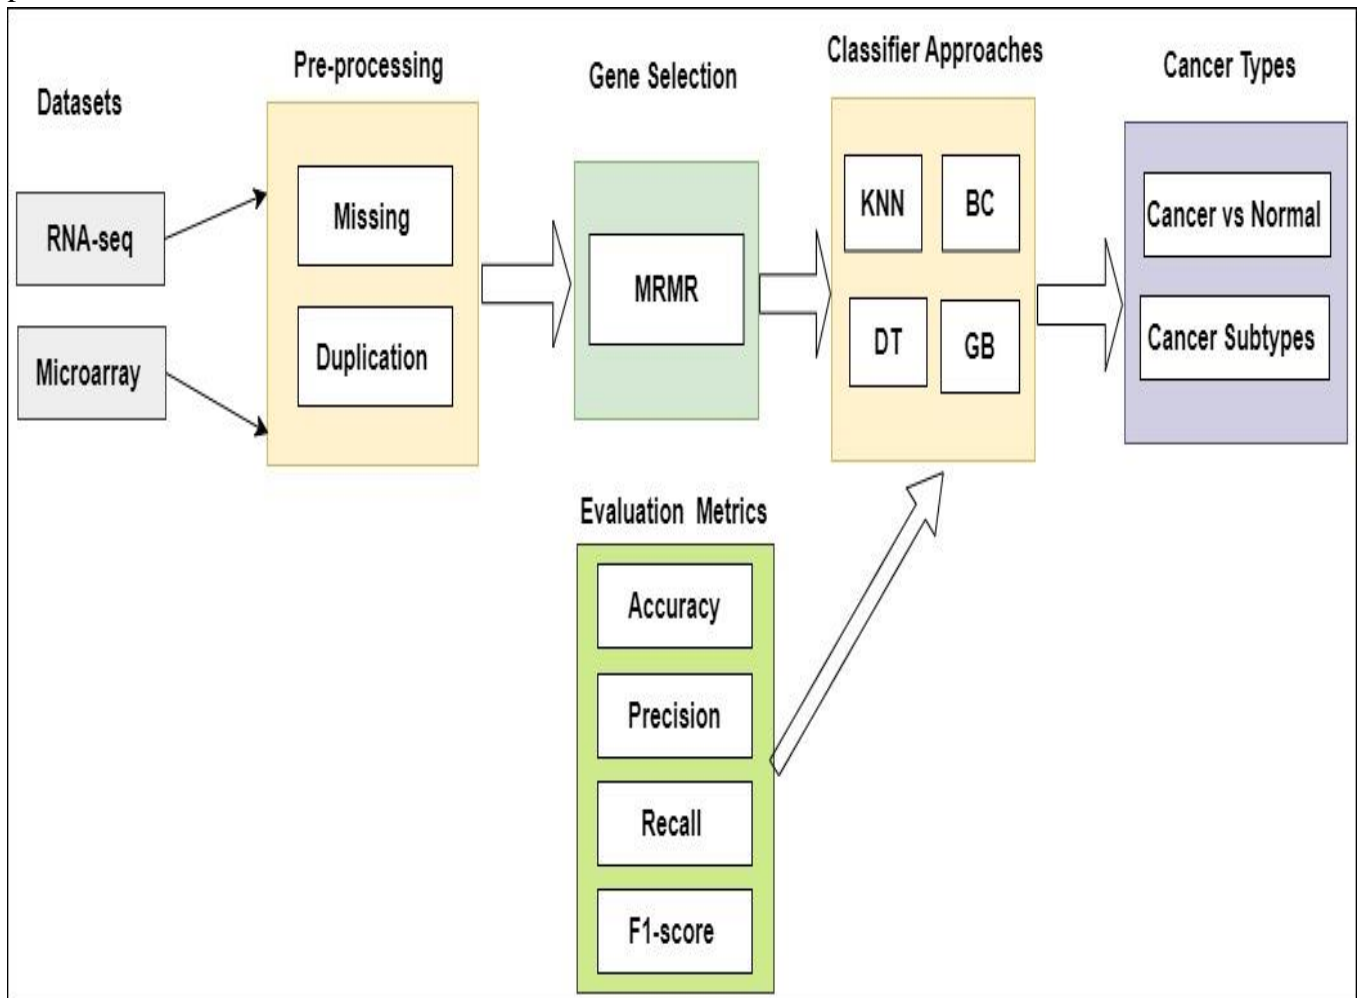 Datasets
RNA-seq
Microarray
Pre-processing
Missing
Duplication
Gene Selection
MRMR
Classifier Approaches
KNN
BC
DT
GB
Cancer Types
Cancer vs Normal
Cancer Subtypes
Evaluation Metrics
Accuracy
Precision
Recall
F1-score